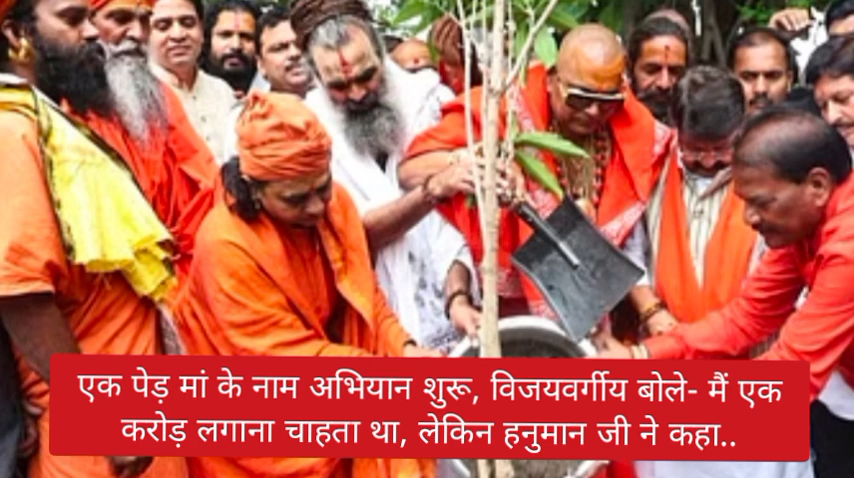 एक पेड़ मां के नाम अभियान शुरू, विजयवर्गीय बोले- मैं एक
करोड़ लगाना चाहता था, लेकिन हनुमान जी ने कहा..